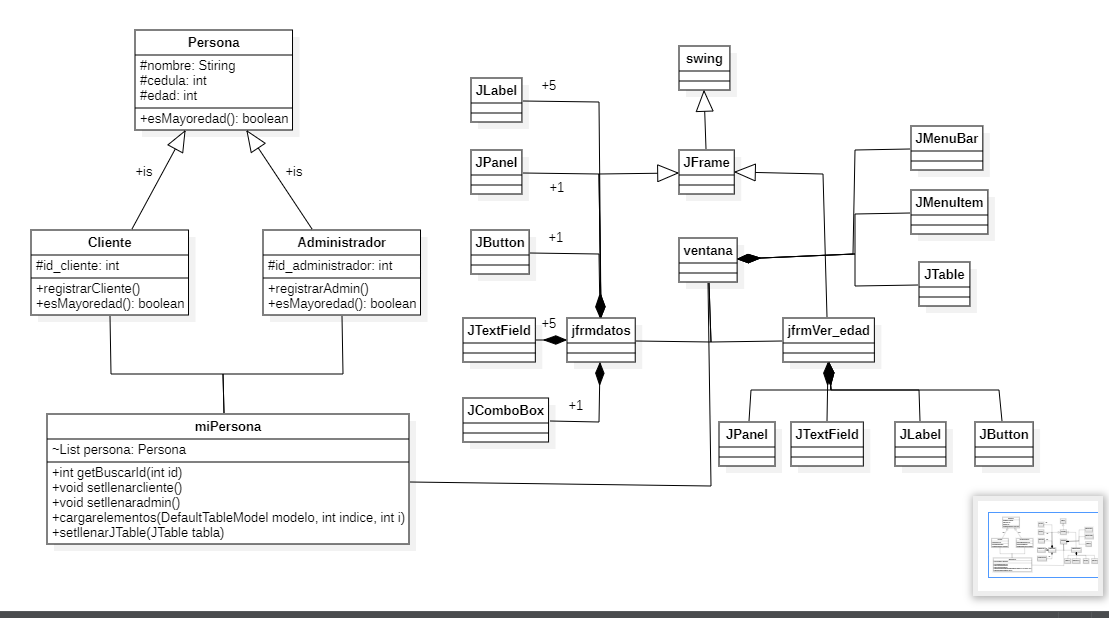 Persona
#nombre: Stiring
#cedula: int
#edad: int
+esMayoredad(): boolean
+is
+is
Cliente
#id_cliente: int
+registrarCliente()
+esMayoredad(): boolean
Administrador
#id_administrador: int
+registrarAdmin()
+esMayoredad(): boolean
miPersona
~List persona: Persona
+int getBuscarId(int id)
+void setllenarcliente()
+void setllenaradmin()
+cargarelementos(DefaultTableModel modelo, int indice, int i)
+setllenarJTable(JTable tabla)
JLabel
+5
JPanel
+1
JButton
+1
JTextField
+5
jfrmdatos
JComboBox
+1
swing
JFrame
ventana
JMenuBar
JMenuItem
JTable
jfrmVer_edad
JPanel
JTextField
JLabel
JButton